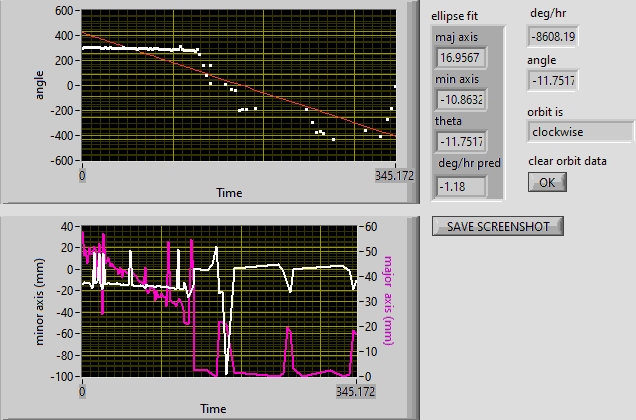 600
400
200
0
-200
-400
-600
angle
0
345.172
Time
ellipse fit
maj axis
16.9567
min axis
-10.8632
theta
-11.7517
deg/hr pred
-1.18
deg/hr
-8608.19
angle
-11.7517
orbit is
clockwise
clear orbit data
OK
SAVE SCREENSHOT
40
20
0
-20
-40
-60
-80
-100
minor axis (mm)
60
50
40
30
20
10
0
major axis (mm)
0
345.172
Time